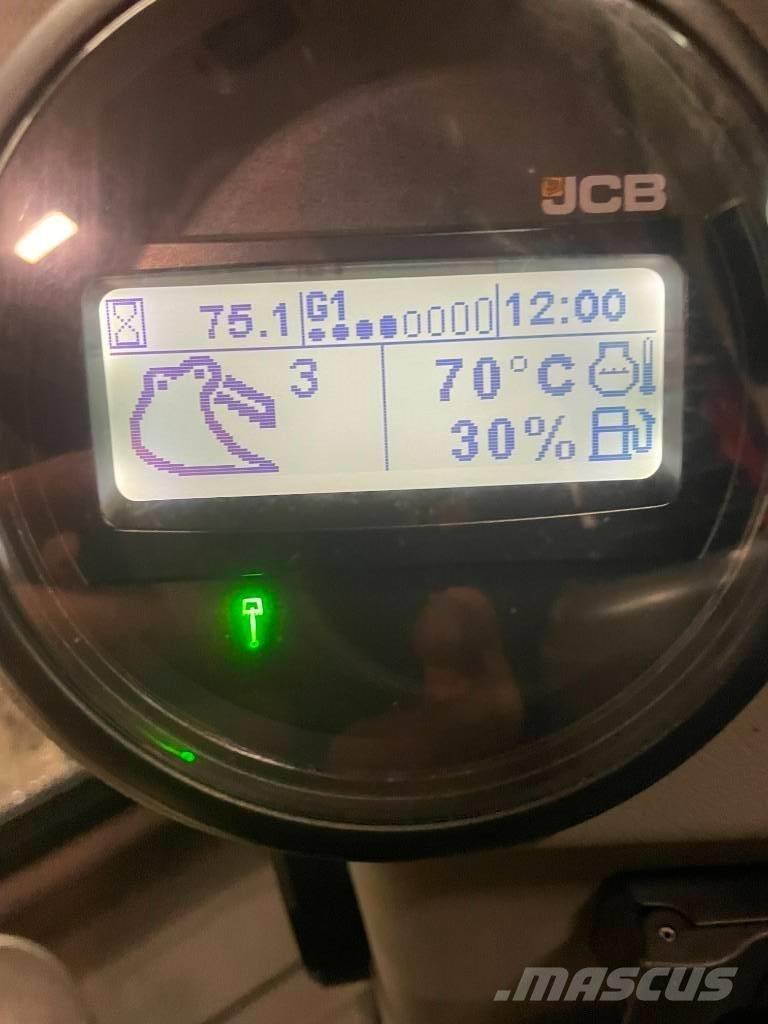 JCB
75.1 G1 12:00
3 70°C
30%
.MASCUS